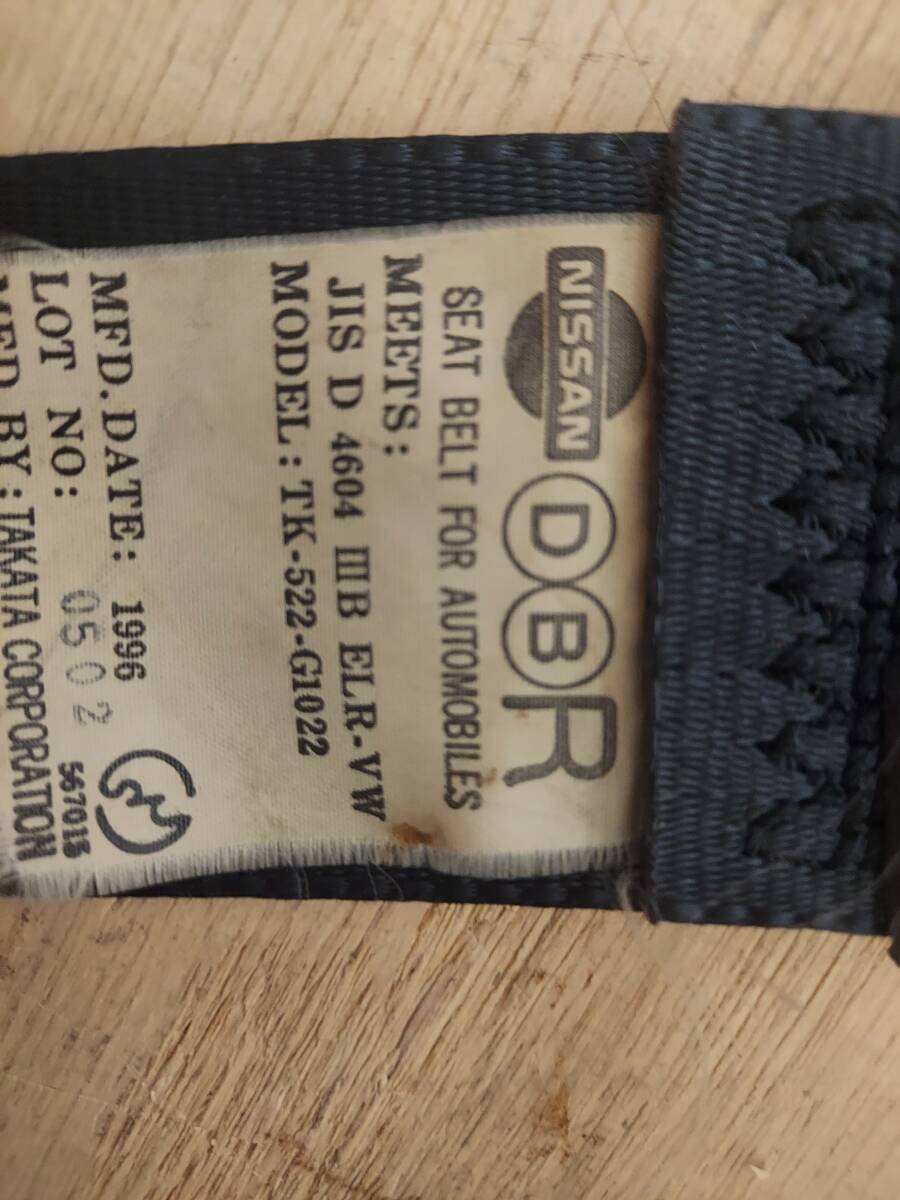 NISSAN DBR
SEAT BELT FOR AUTOMOBILES
MEETS:
JIS D 4604 ⅢB ELR-VW
MODEL: TK-522-G1022
MFD.DATE: 1996
LOT NO: 0502 567018
BY: TAKATA CORPORATION